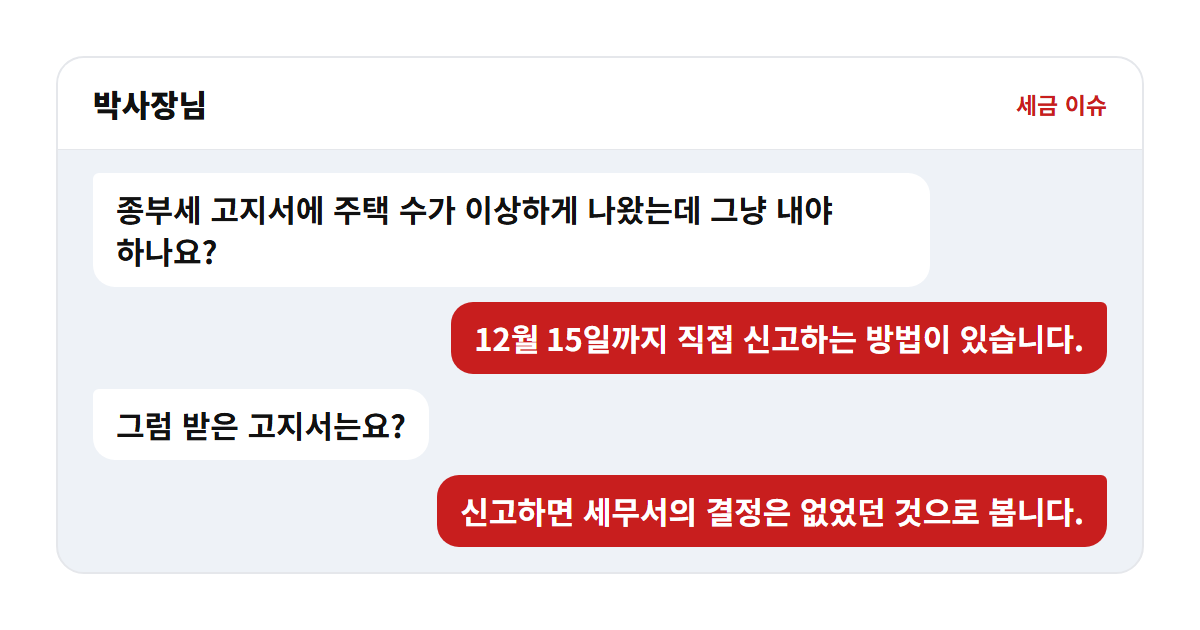 박사장님
세금 이슈
종부세 고지서에 주택 수가 이상하게 나왔는데 그냥 내야
하나요?
12월 15일까지 직접 신고하는 방법이 있습니다.
그럼 받은 고지서는요?
신고하면 세무서의 결정은 없었던 것으로 봅니다.